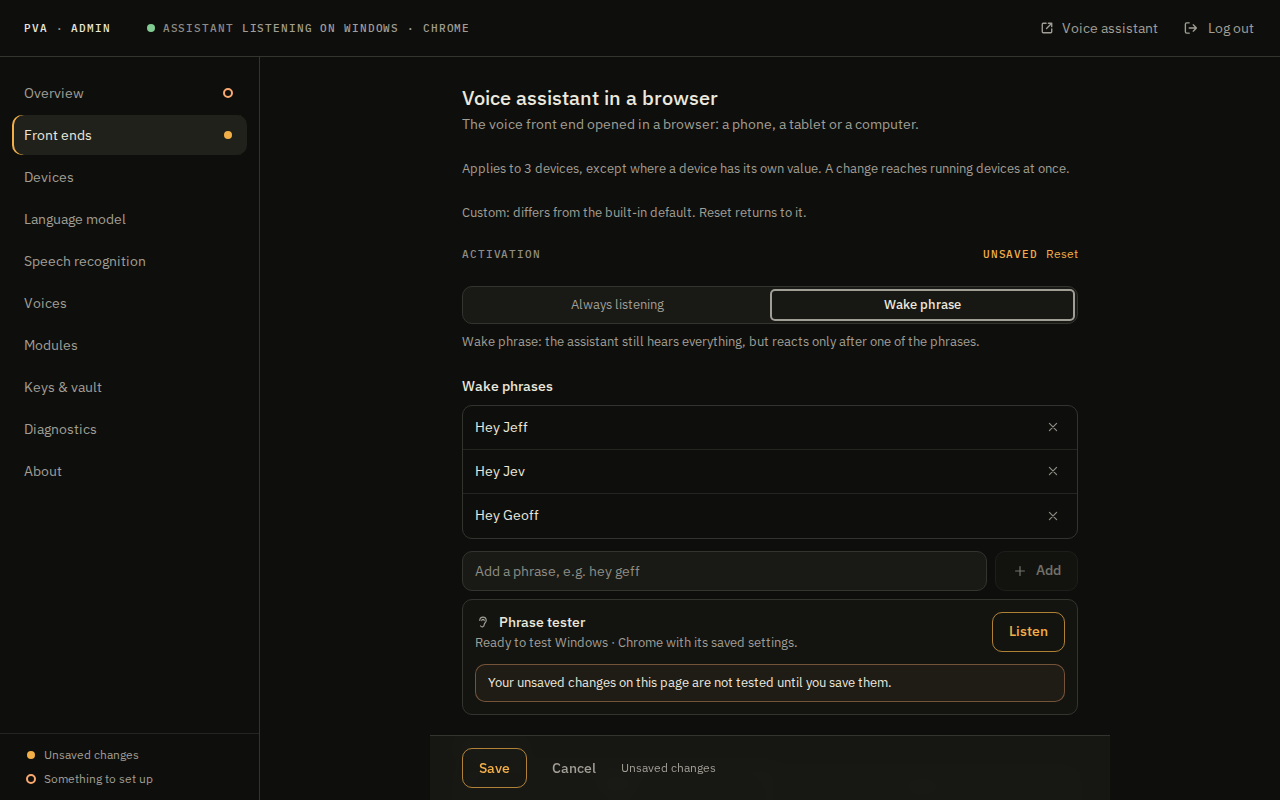 PVA · ADMIN
ASSISTANT LISTENING ON WINDOWS · CHROME
Voice assistant
Log out
Overview
Front ends
Devices
Language model
Speech recognition
Voices
Modules
Keys & vault
Diagnostics
About
Unsaved changes
Something to set up
Voice assistant in a browser
The voice front end opened in a browser: a phone, a tablet or a computer.
Applies to 3 devices, except where a device has its own value. A change reaches running devices at once.
Custom: differs from the built-in default. Reset returns to it.
ACTIVATION
UNSAVED Reset
Always listening
Wake phrase
Wake phrase: the assistant still hears everything, but reacts only after one of the phrases.
Wake phrases
Hey Jeff
Hey Jev
Hey Geoff
Add a phrase, e.g. hey geff
Add
Phrase tester
Ready to test Windows · Chrome with its saved settings.
Listen
Your unsaved changes on this page are not tested until you save them.
Save
Cancel
Unsaved changes